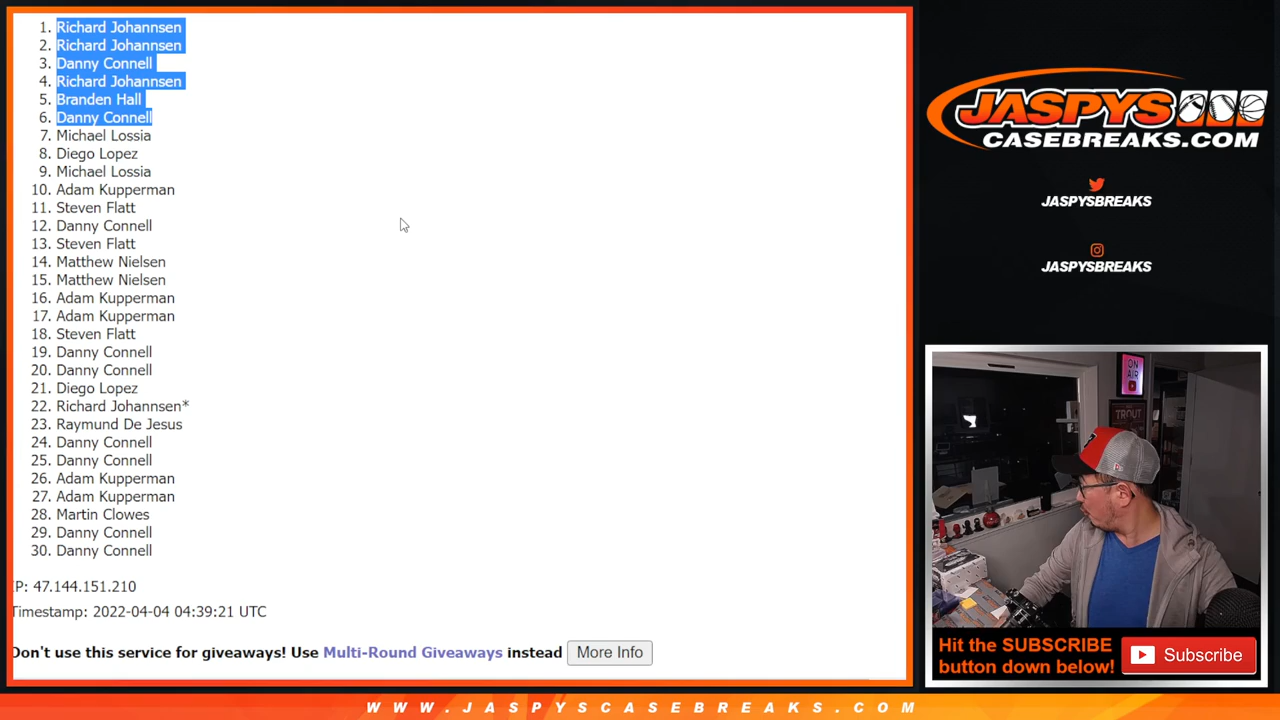 1. Richard Johannsen
2. Richard Johannsen
3. Danny Connell
4. Richard Johannsen
5. Branden Hall
6. Danny Connell
7. Michael Lossia
8. Diego Lopez
9. Michael Lossia
10. Adam Kupperman
11. Steven Flatt
12. Danny Connell
13. Steven Flatt
14. Matthew Nielsen
15. Matthew Nielsen
16. Adam Kupperman
17. Adam Kupperman
18. Steven Flatt
19. Danny Connell
20. Danny Connell
21. Diego Lopez
22. Richard Johannsen*
23. Raymund De Jesus
24. Danny Connell
25. Danny Connell
26. Adam Kupperman
27. Adam Kupperman
28. Martin Clowes
29. Danny Connell
30. Danny Connell
IP: 47.144.151.210
Timestamp: 2022-04-04 04:39:21 UTC
Don't use this service for giveaways! Use Multi-Round Giveaways instead More Info
JASPYS
CASEBREAKS.COM
JASPYSBREAKS
JASPYSBREAKS
ON
AIR
TROUT
Hit the SUBSCRIBE
button down below!
Subscribe
WWW.JASPYSCASEBREAKS.COM